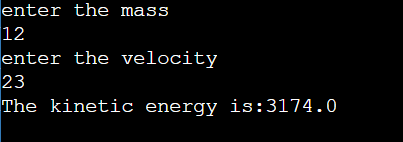 enter the mass
12
enter the velocity
23
The kinetic energy is:3174.0